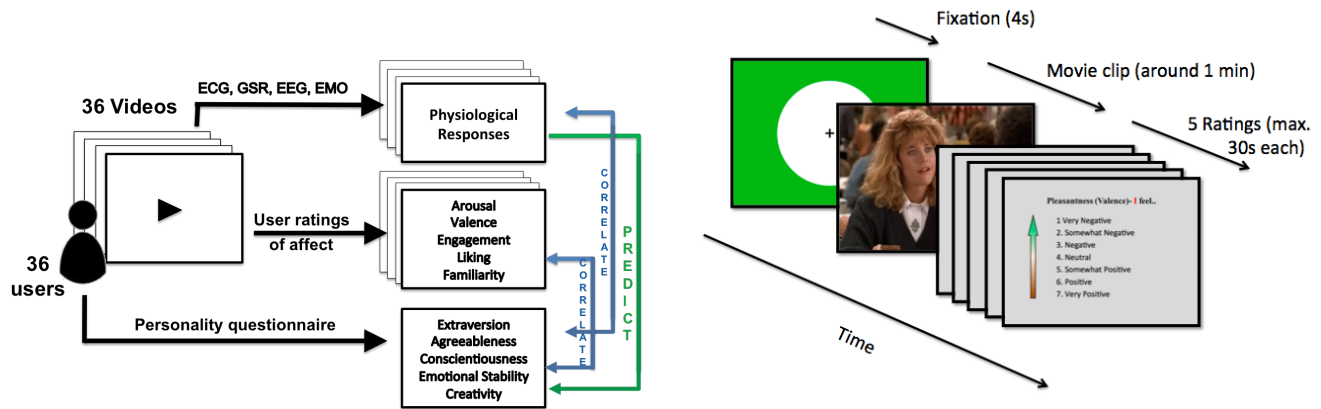 36 Videos
ECG, GSR, EEG, EMO
Physiological
Responses
User ratings
of affect
Arousal
Valence
Engagement
Liking
Familiarity
36
users
Personality questionnaire
Extraversion
Agreeableness
Conscientiousness
Emotional Stability
Creativity
CORRELATE
CORRELATE
PREDICT
Fixation (4s)
Movie clip (around 1 min)
5 Ratings (max.
30s each)
+
Pleasantness (Valence)- I feel..
1 Very Negative
2. Somewhat Negative
3. Negative
4. Neutral
5. Somewhat Positive
6. Positive
7. Very Positive
Time